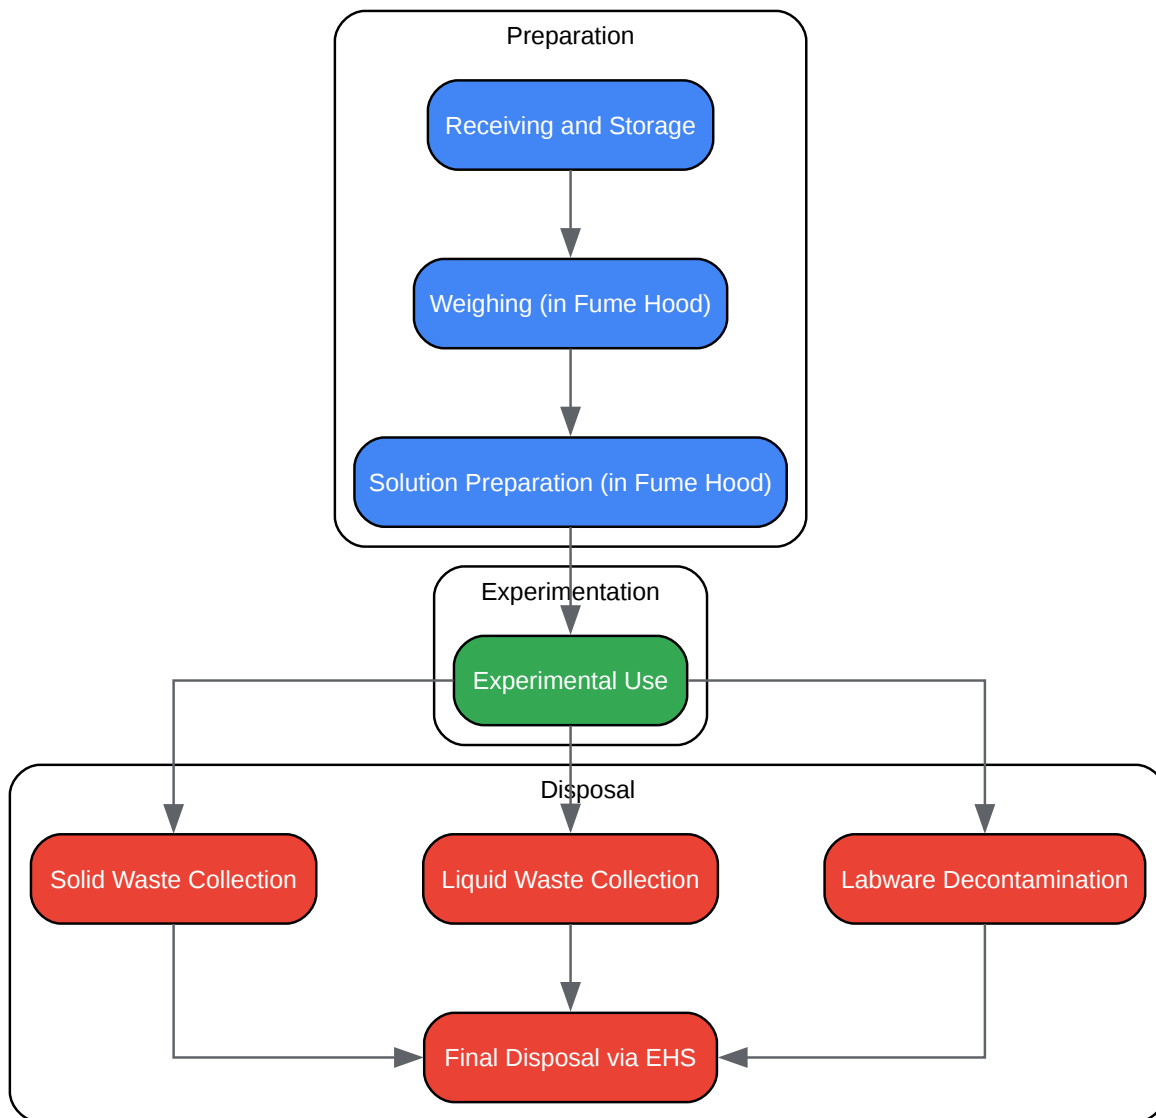 Preparation
Receiving and Storage
Weighing (in Fume Hood)
Solution Preparation (in Fume Hood)
Experimentation
Experimental Use
Disposal
Solid Waste Collection
Liquid Waste Collection
Labware Decontamination
Final Disposal via EHS